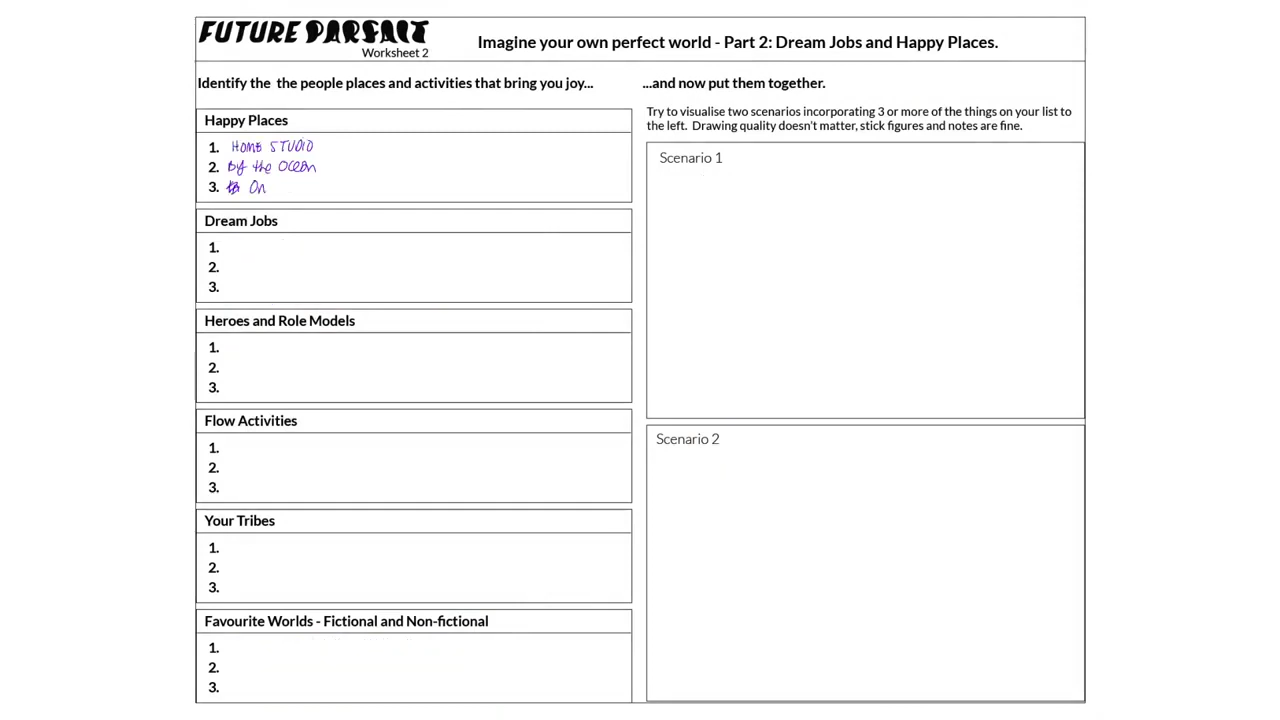 FUTURE PARFAIT
Worksheet 2
Imagine your own perfect world - Part 2: Dream Jobs and Happy Places.
Identify the the people places and activities that bring you joy...
Happy Places
1. HOME STUDIO
2. By the OCEAN
3. On
Dream Jobs
1.
2.
3.
Heroes and Role Models
1.
2.
3.
Flow Activities
1.
2.
3.
Your Tribes
1.
2.
3.
Favourite Worlds - Fictional and Non-fictional
1.
2.
3.
...and now put them together.
Try to visualise two scenarios incorporating 3 or more of the things on your list to
the left. Drawing quality doesn't matter, stick figures and notes are fine.
Scenario 1
Scenario 2